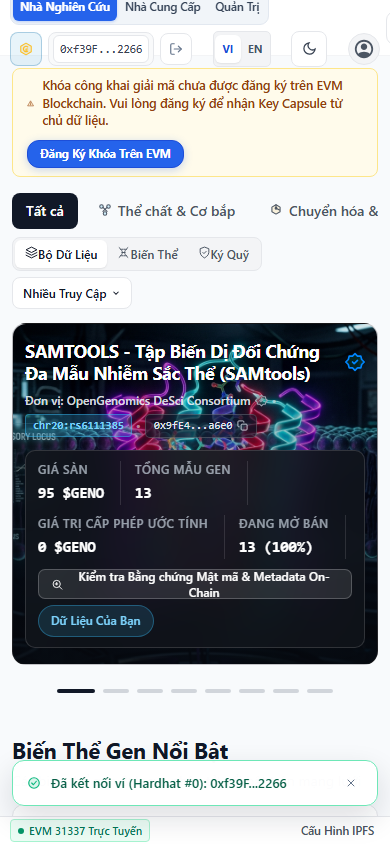 Nhà Nghiên Cứu Nhà Cung Cấp Quản Trị
0xf39F...2266 VI EN
Khóa công khai giải mã chưa được đăng ký trên EVM
Blockchain. Vui lòng đăng ký để nhận Key Capsule từ
chủ dữ liệu.
Đăng Ký Khóa Trên EVM
Tất cả Thể chất & Cơ bắp Chuyển hóa &
Bộ Dữ Liệu Biến Thể Ký Quỹ
Nhiều Truy Cập
SAMTOOLS - Tập Biến Dị Đối Chứng
Đa Mẫu Nhiễm Sắc Thể (SAMtools)
Đơn vị: OpenGenomics DeSci Consortium
chr20:rs6111385 • 0x9fE4...a6e0
SORY LOCUS
GIÁ SÀN TỔNG MẪU GEN
95 $GENO 13
GIÁ TRỊ CẤP PHÉP ƯỚC TÍNH ĐANG MỞ BÁN
0 $GENO 13 (100%)
Kiểm tra Bằng chứng Mật mã & Metadata On-
Chain
Dữ Liệu Của Bạn
Biến Thể Gen Nổi Bật
Đã kết nối ví (Hardhat #0): 0xf39F...2266
EVM 31337 Trực Tuyến Cấu Hình IPFS